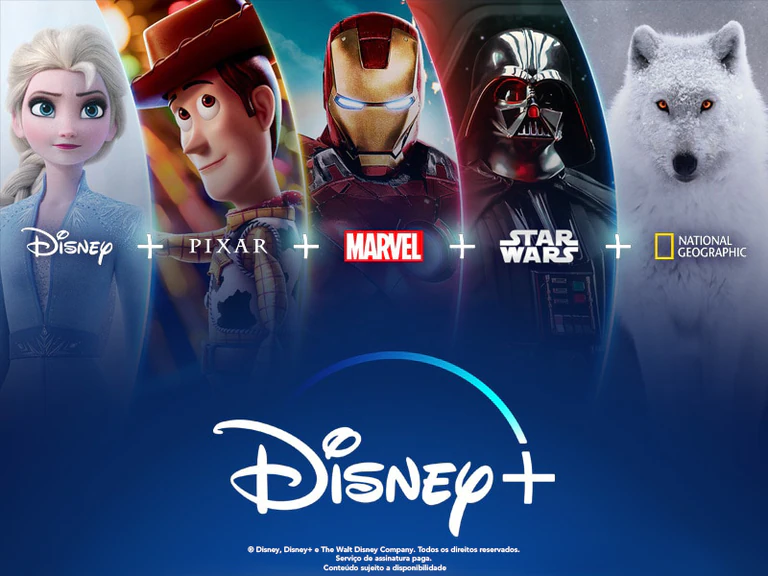 Disney + PIXAR + MARVEL + STAR WARS + NATIONAL GEOGRAPHIC
Disney+
® Disney, Disney+ e The Walt Disney Company. Todos os direitos reservados.
Serviço de assinatura paga.
Conteúdo sujeito a disponibilidade